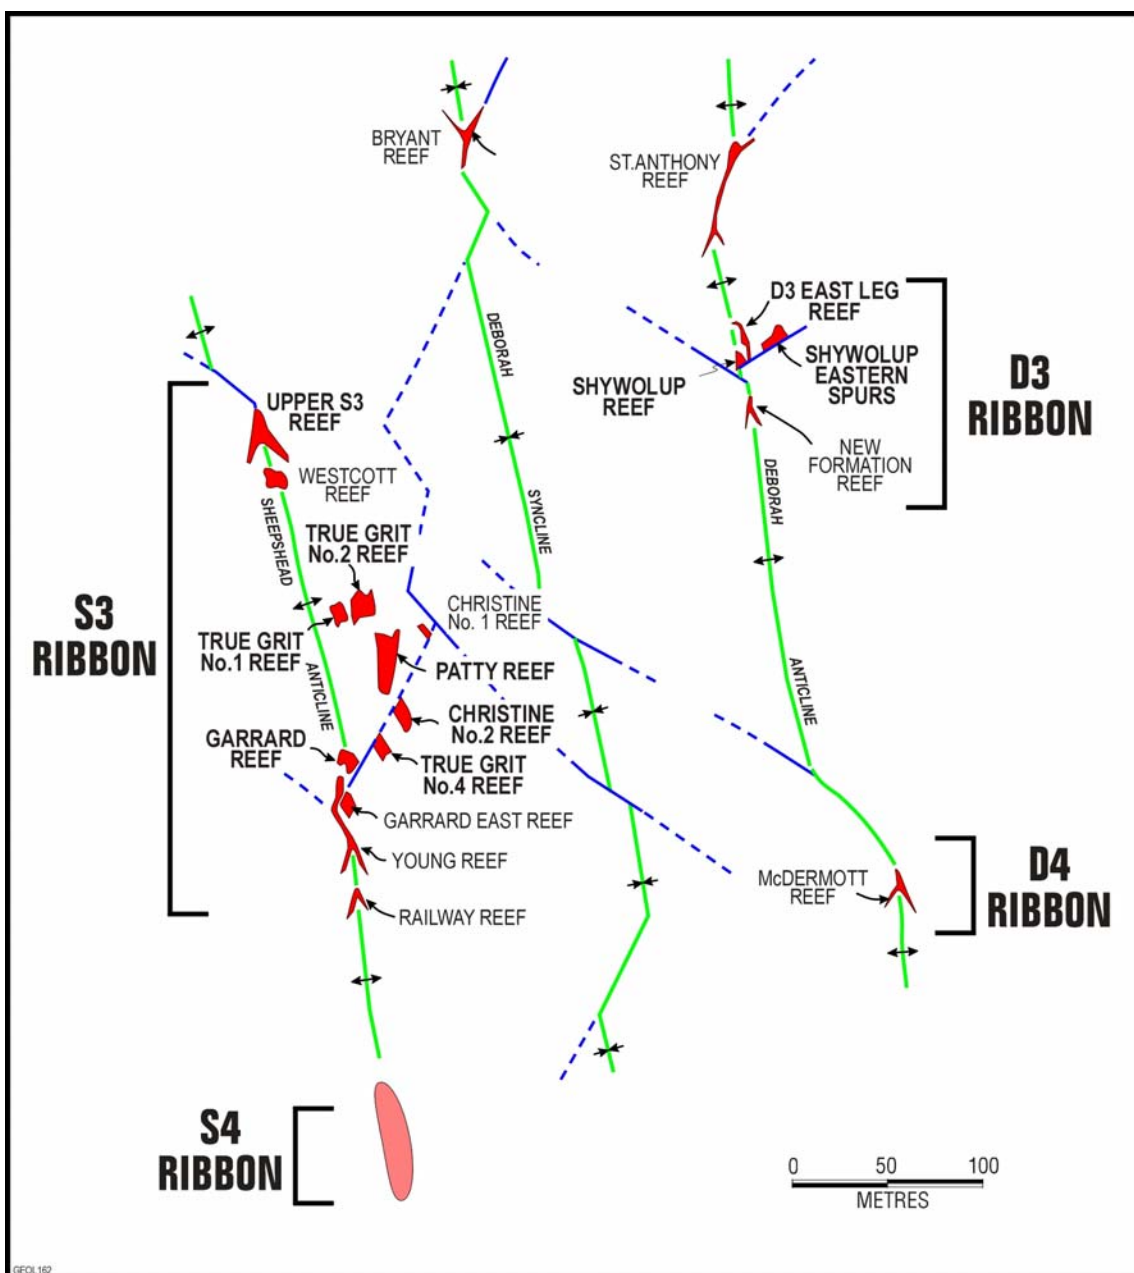 BRYANT
REEF
ST.ANTHONY
REEF
D3 EAST LEG
REEF
SHYWOLUP
EASTERN
SPURS
SHYWOLUP
REEF
D3
RIBBON
NEW
FORMATION
REEF
DEBORAH
ANTICLINE
DEBORAH
SYNCLINE
UPPER S3
REEF
WESTCOTT
REEF
SHEEPSHEAD
ANTICLINE
TRUE GRIT
No.2 REEF
TRUE GRIT
No.1 REEF
S3
RIBBON
CHRISTINE
No. 1 REEF
PATTY REEF
CHRISTINE
No.2 REEF
GARRARD
REEF
TRUE GRIT
No.4 REEF
GARRARD EAST REEF
YOUNG REEF
RAILWAY REEF
McDERMOTT
REEF
D4
RIBBON
S4
RIBBON
0 50 100
METRES
GEOL162